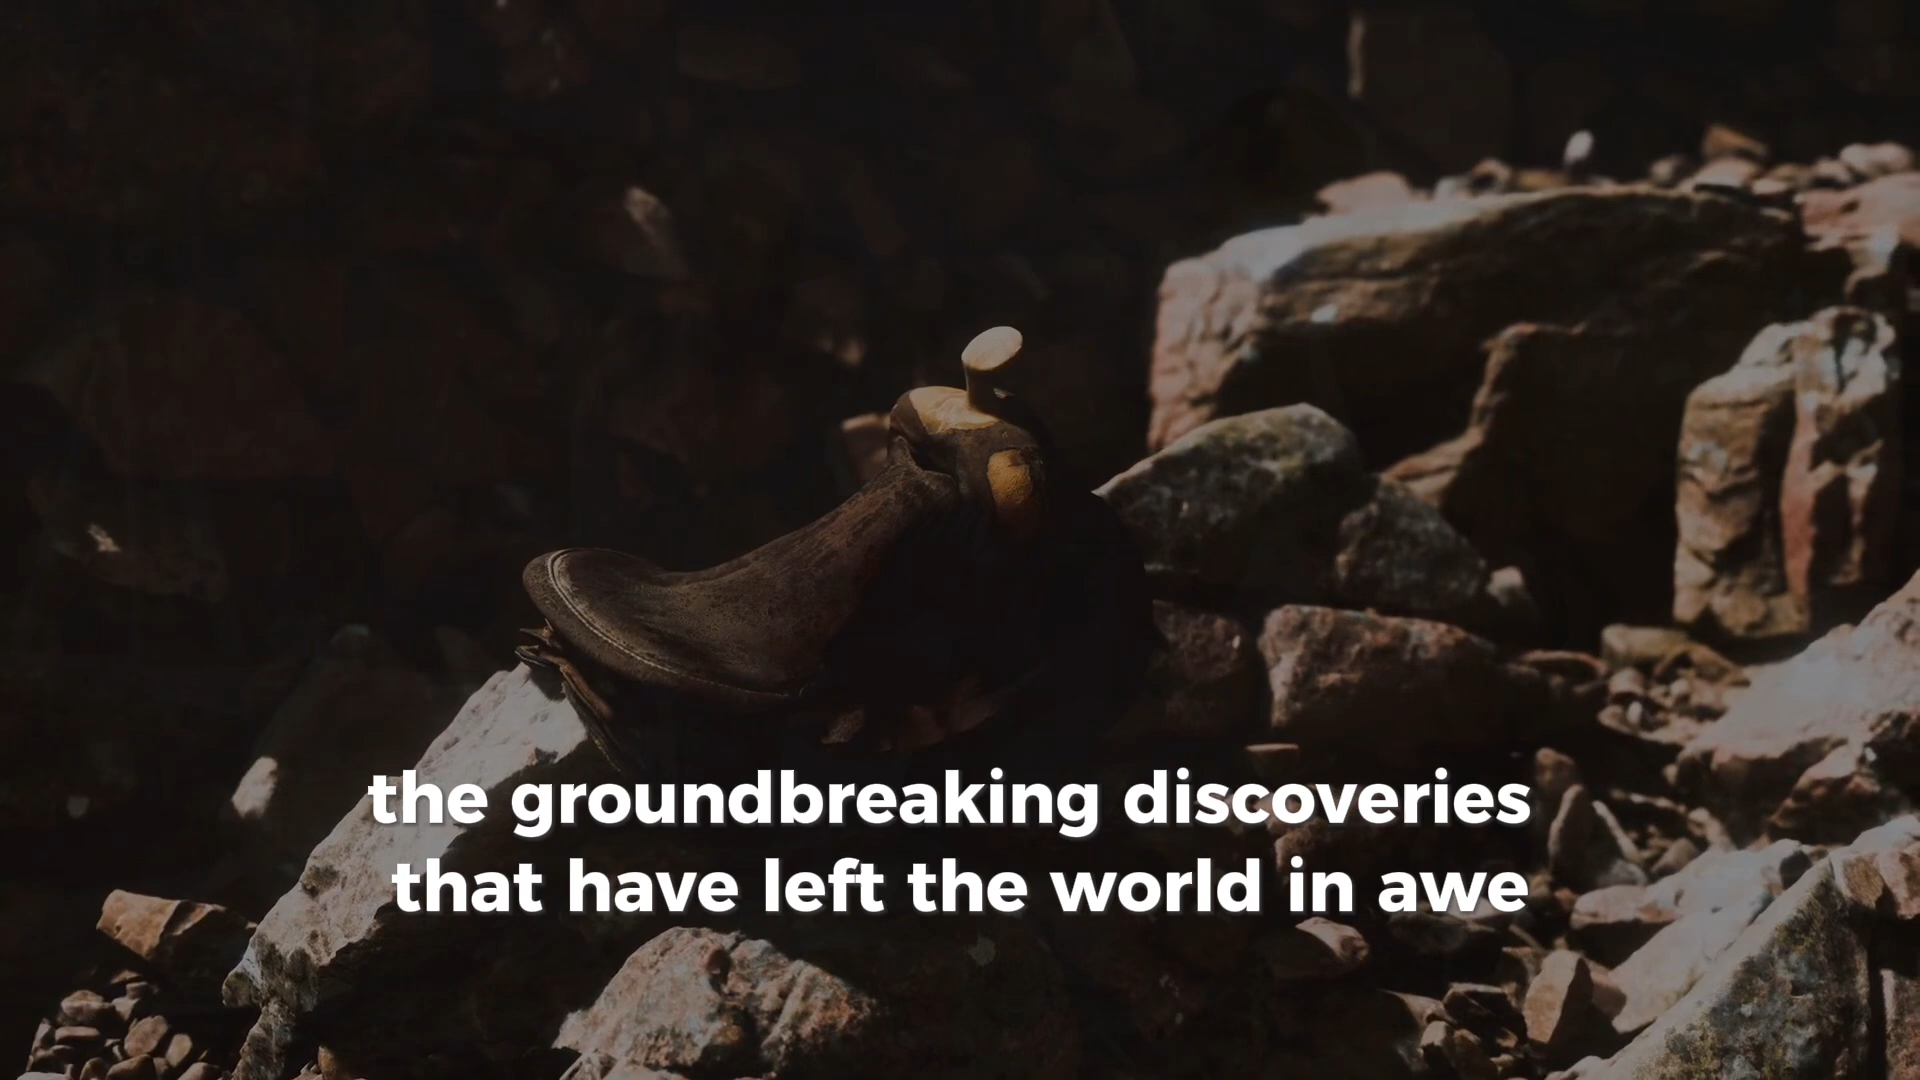 the groundbreaking discoveries
that have left the world in awe